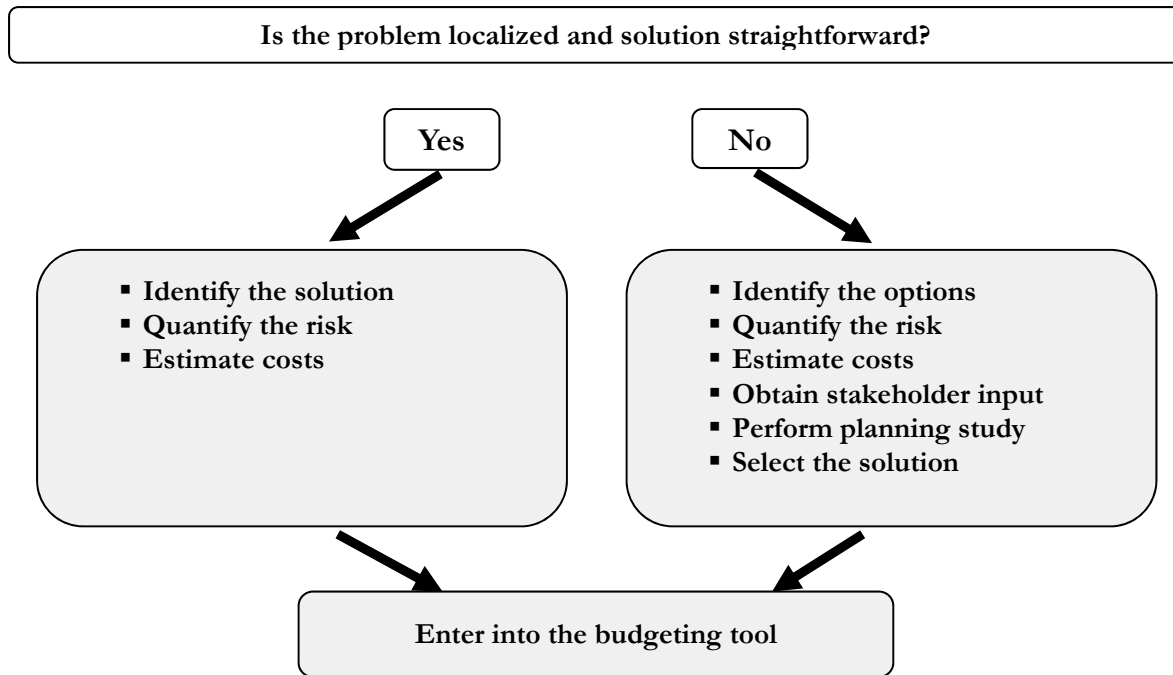 Is the problem localized and solution straightforward?
Yes
No
▪ Identify the solution
▪ Quantify the risk
▪ Estimate costs
▪ Identify the options
▪ Quantify the risk
▪ Estimate costs
▪ Obtain stakeholder input
▪ Perform planning study
▪ Select the solution
Enter into the budgeting tool